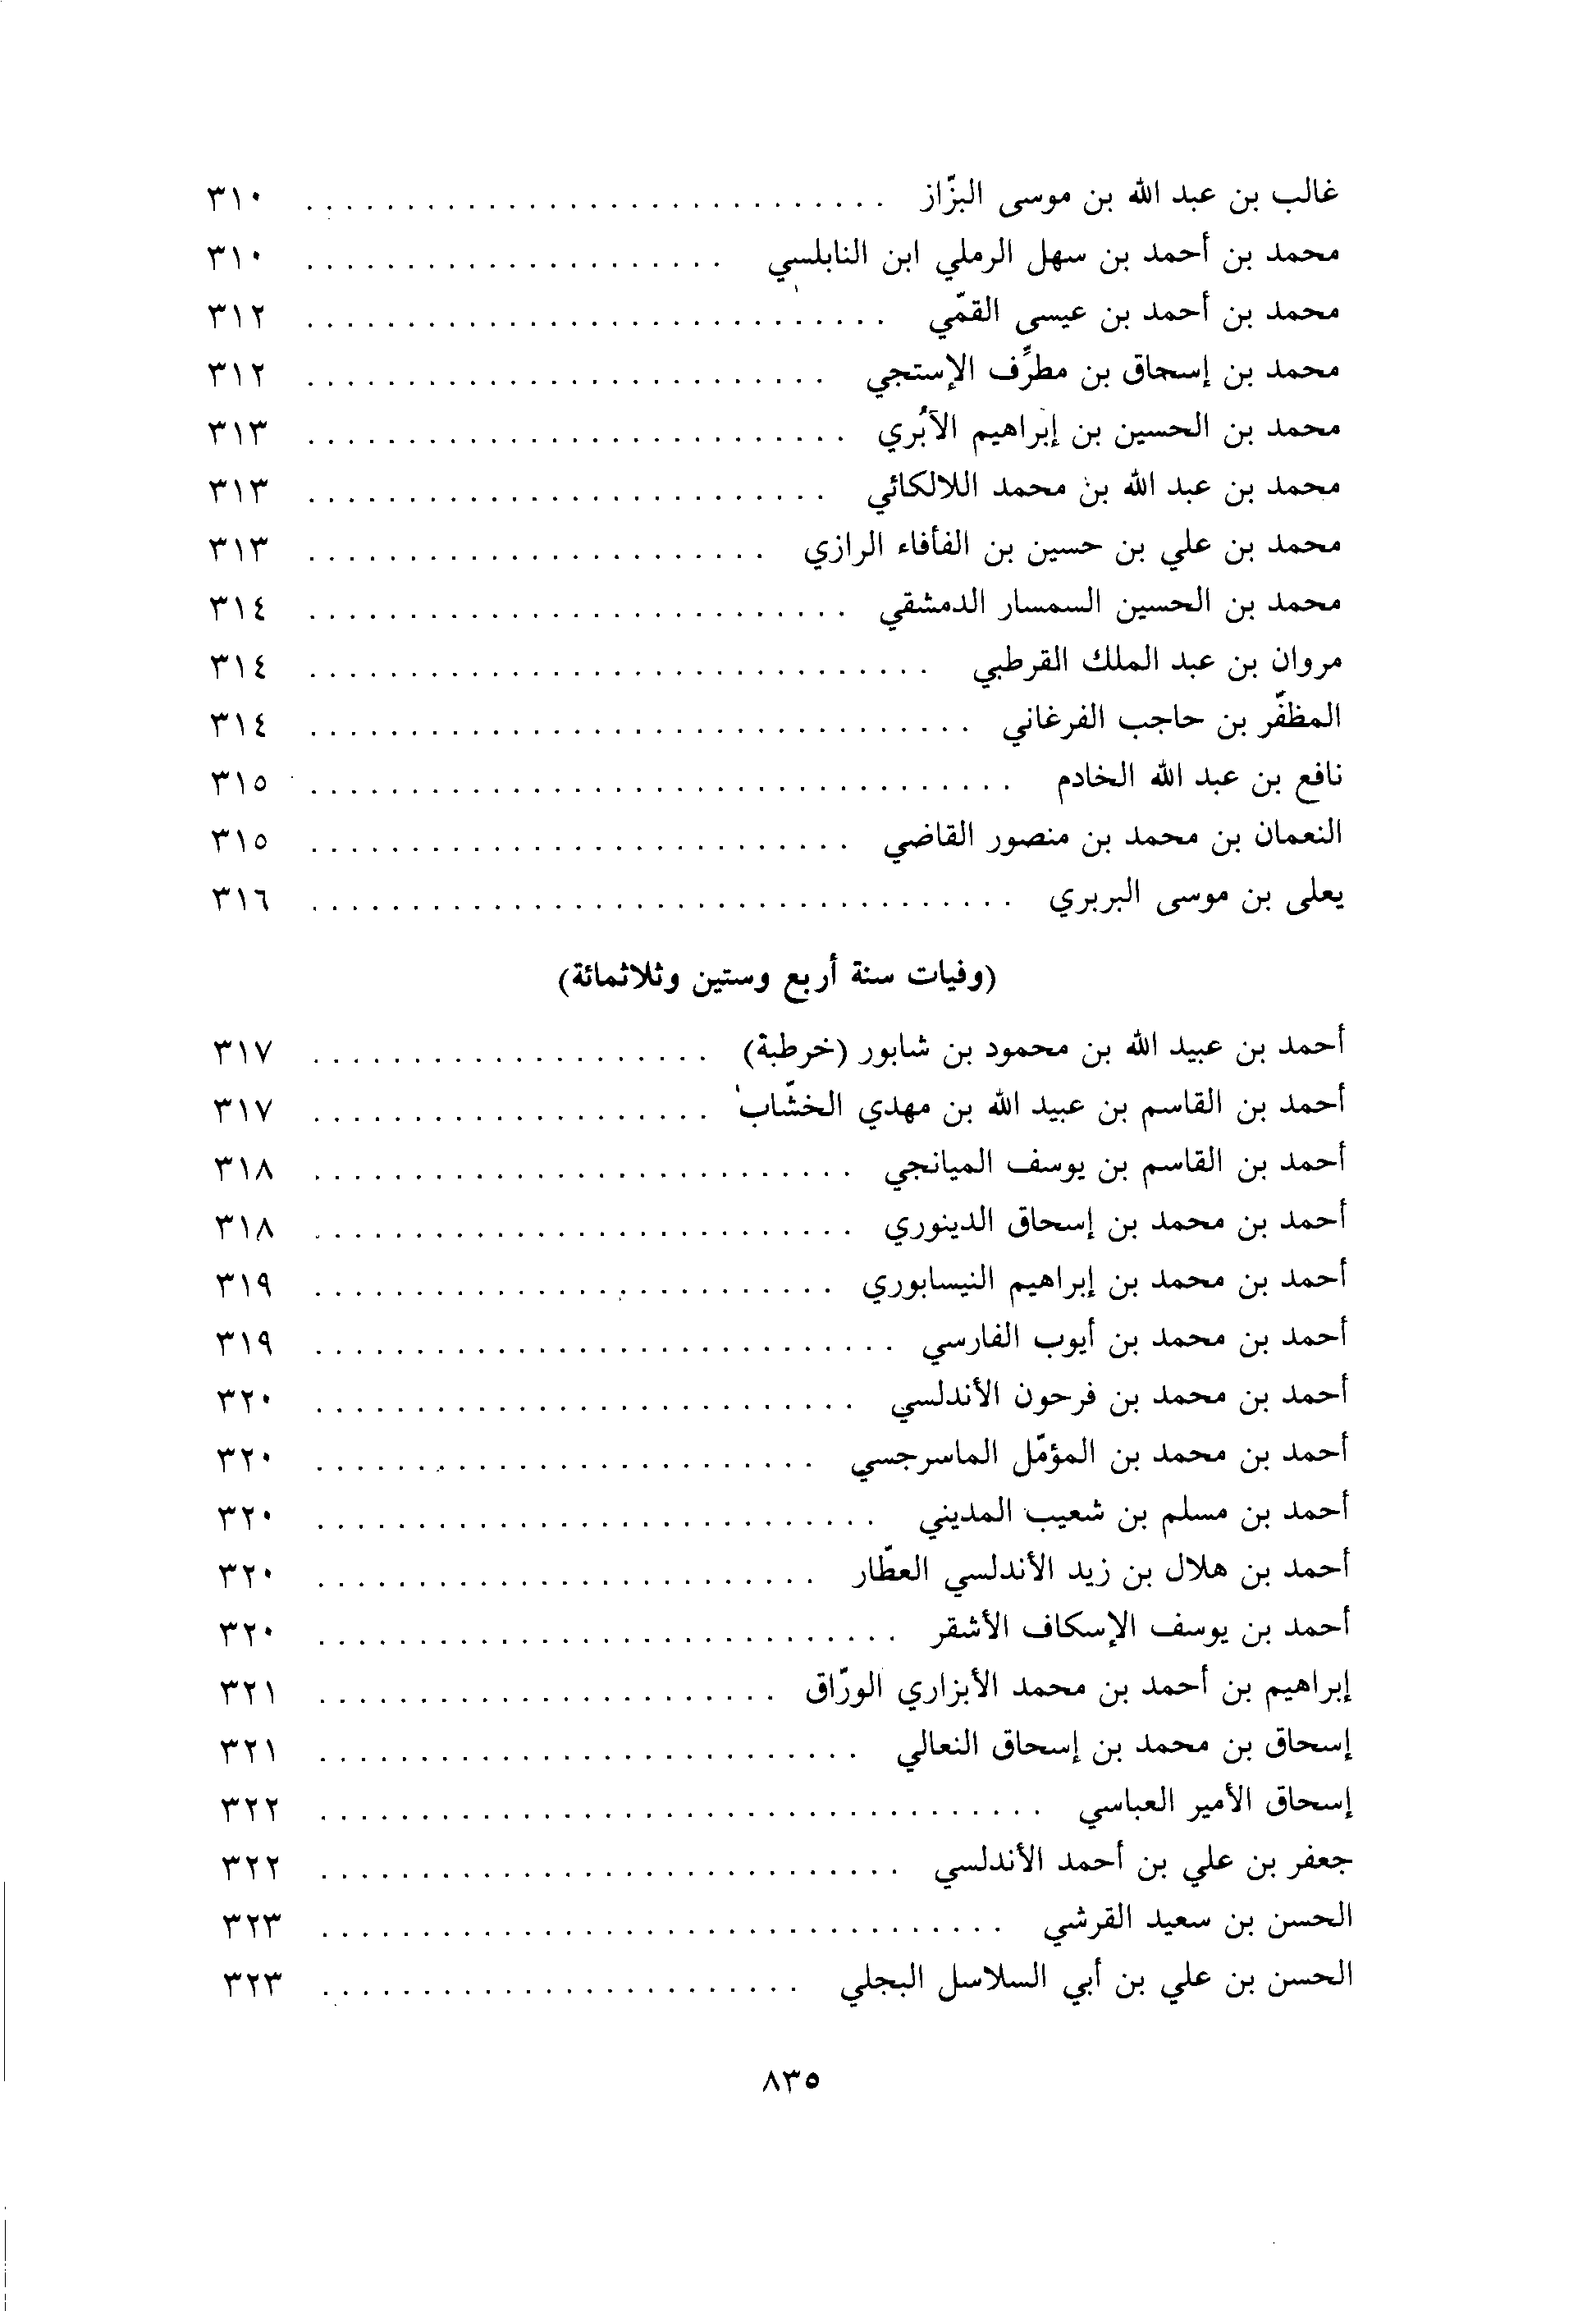 غالب بن عبد الله بن موسى البزّاز . . . . . . . . . . . . . . . . . . . . . . . . . . . . ٣١٠
محمد بن أحمد بن سهل الرملي ابن النابلسي . . . . . . . . . . . . . . . . . . . . ٣١٠
محمد بن أحمد بن عيسى القمّي . . . . . . . . . . . . . . . . . . . . . . . . . . . . ٣١٢
محمد بن إسحاق بن مطرِّف الإستجي . . . . . . . . . . . . . . . . . . . . . . . . . ٣١٢
محمد بن الحسين بن إبراهيم الآبُري . . . . . . . . . . . . . . . . . . . . . . . . . . ٣١٣
محمد بن عبد الله بن محمد اللالكائي . . . . . . . . . . . . . . . . . . . . . . . . . ٣١٣
محمد بن علي بن حسين بن الفأفاء الرازي . . . . . . . . . . . . . . . . . . . . . . ٣١٣
محمد بن الحسين السمسار الدمشقي . . . . . . . . . . . . . . . . . . . . . . . . . . ٣١٤
مروان بن عبد الملك القرطبي . . . . . . . . . . . . . . . . . . . . . . . . . . . . . . ٣١٤
المظفّر بن حاجب الفرغاني . . . . . . . . . . . . . . . . . . . . . . . . . . . . . . . . ٣١٤
نافع بن عبد الله الخادم . . . . . . . . . . . . . . . . . . . . . . . . . . . . . . . . . . ٣١٥
النعمان بن محمد بن منصور القاضي . . . . . . . . . . . . . . . . . . . . . . . . . . ٣١٥
يعلى بن موسى البربري . . . . . . . . . . . . . . . . . . . . . . . . . . . . . . . . . . ٣١٦
(وفيات سنة أربع وستين وثلاثمائة)
أحمد بن عبيد الله بن محمود بن شابور (خرطبة) . . . . . . . . . . . . . . . . . . . ٣١٧
أحمد بن القاسم بن عبيد الله بن مهدي الخشّاب . . . . . . . . . . . . . . . . . . . ٣١٧
أحمد بن القاسم بن يوسف الميانجي . . . . . . . . . . . . . . . . . . . . . . . . . . ٣١٨
أحمد بن محمد بن إسحاق الدينوري . . . . . . . . . . . . . . . . . . . . . . . . . . ٣١٨
أحمد بن محمد بن إبراهيم النيسابوري . . . . . . . . . . . . . . . . . . . . . . . . . ٣١٩
أحمد بن محمد بن أيوب الفارسي . . . . . . . . . . . . . . . . . . . . . . . . . . . . ٣١٩
أحمد بن محمد بن فرحون الأندلسي . . . . . . . . . . . . . . . . . . . . . . . . . . ٣٢٠
أحمد بن محمد بن المؤمّل الماسرجسي . . . . . . . . . . . . . . . . . . . . . . . . ٣٢٠
أحمد بن مسلم بن شعيب المديني . . . . . . . . . . . . . . . . . . . . . . . . . . . ٣٢٠
أحمد بن هلال بن زيد الأندلسي العطّار . . . . . . . . . . . . . . . . . . . . . . . . ٣٢٠
أحمد بن يوسف الإسكاف الأشقر . . . . . . . . . . . . . . . . . . . . . . . . . . . . ٣٢٠
إبراهيم بن أحمد بن محمد الأبزاري الورّاق . . . . . . . . . . . . . . . . . . . . . . ٣٢١
إسحاق بن محمد بن إسحاق النعالي . . . . . . . . . . . . . . . . . . . . . . . . . . ٣٢١
إسحاق الأمير العباسي . . . . . . . . . . . . . . . . . . . . . . . . . . . . . . . . . . . ٣٢٢
جعفر بن علي بن أحمد الأندلسي . . . . . . . . . . . . . . . . . . . . . . . . . . . . ٣٢٢
الحسن بن سعيد القرشي . . . . . . . . . . . . . . . . . . . . . . . . . . . . . . . . . ٣٢٣
الحسن بن علي بن أبي السلاسل البجلي . . . . . . . . . . . . . . . . . . . . . . . ٣٢٣
٨٣٥